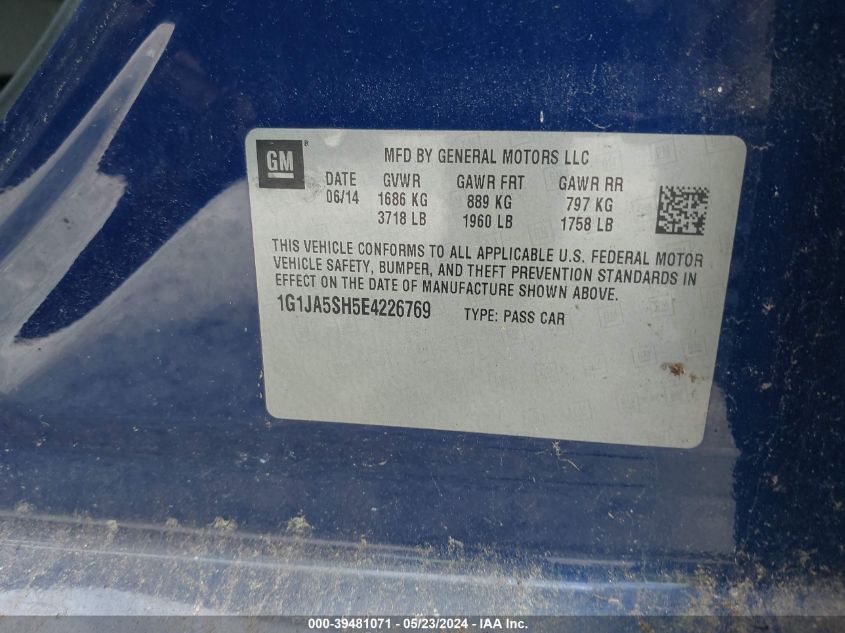 GM
MFD BY GENERAL MOTORS LLC
DATE GVWR GAWR FRT GAWR RR
06/14 1686 KG 889 KG 797 KG
3718 LB 1960 LB 1758 LB
THIS VEHICLE CONFORMS TO ALL APPLICABLE U.S. FEDERAL MOTOR
VEHICLE SAFETY, BUMPER, AND THEFT PREVENTION STANDARDS IN
EFFECT ON THE DATE OF MANUFACTURE SHOWN ABOVE.
1G1JA5SH5E4226769 TYPE: PASS CAR
000-39481071 - 05/23/2024 - IAA Inc.